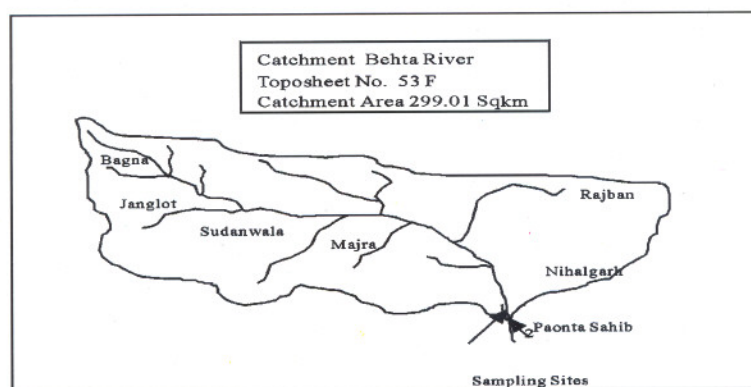 Catchment Behta River
Toposheet No. 53 F
Catchment Area 299.01 Sqkm
Bagna
Rajban
Janglot
Sudanwala
Majra
Nihalgarh
2
Paonta Sahib
Sampling Sites